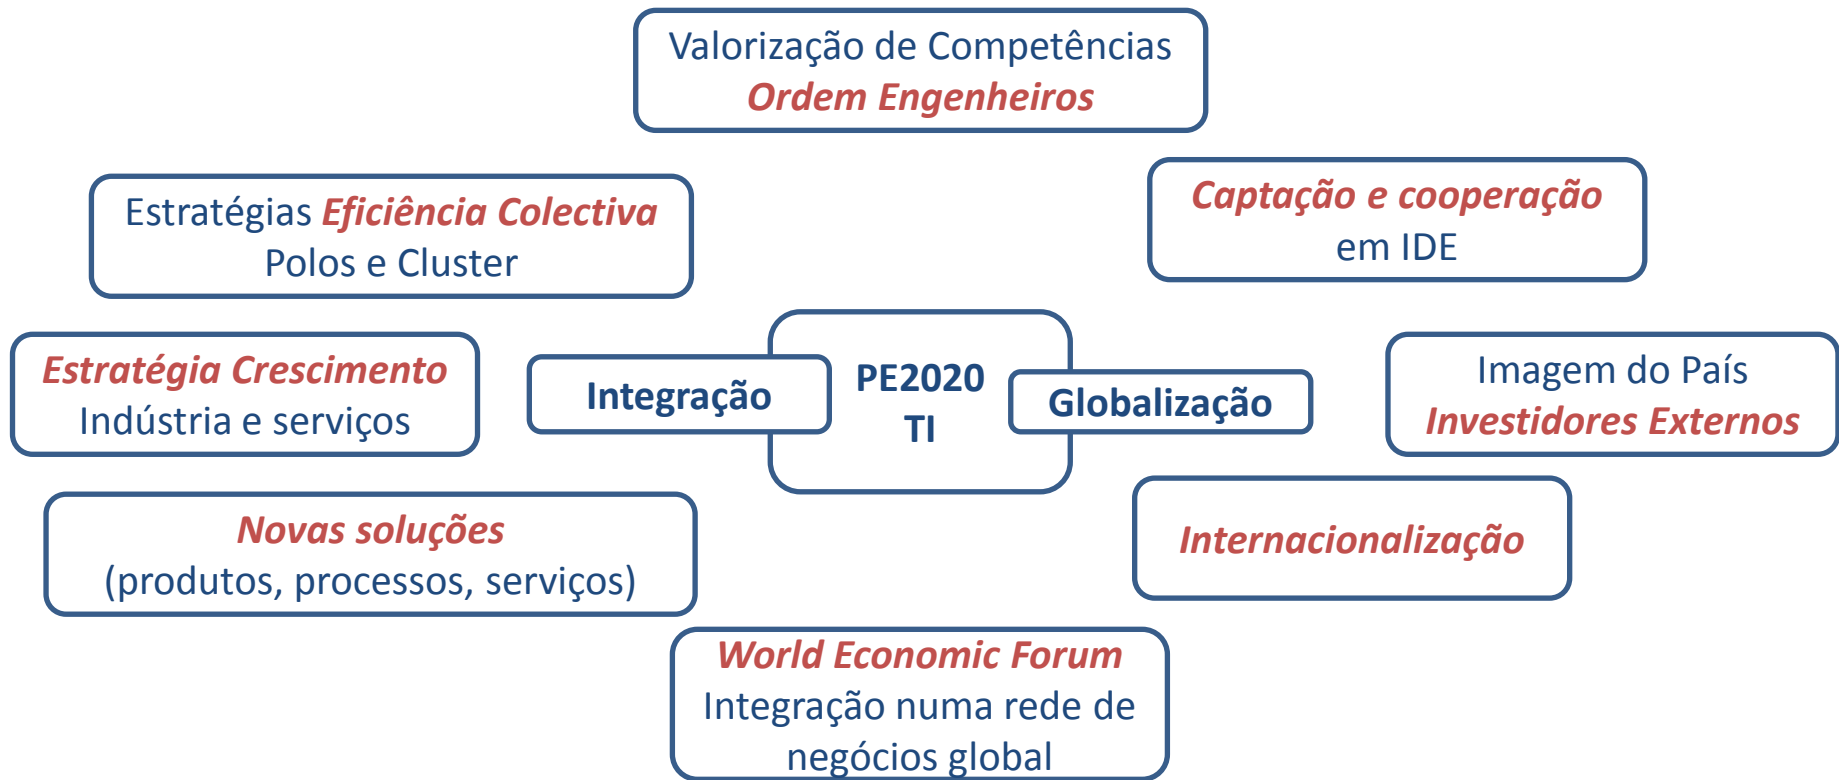 Valorização de Competências
Ordem Engenheiros
Estratégias Eficiência Colectiva
Polos e Cluster
Captação e cooperação
em IDE
Estratégia Crescimento
Indústria e serviços
Integração
PE2020
TI
Globalização
Imagem do País
Investidores Externos
Novas soluções
(produtos, processos, serviços)
Internacionalização
World Economic Forum
Integração numa rede de
negócios global